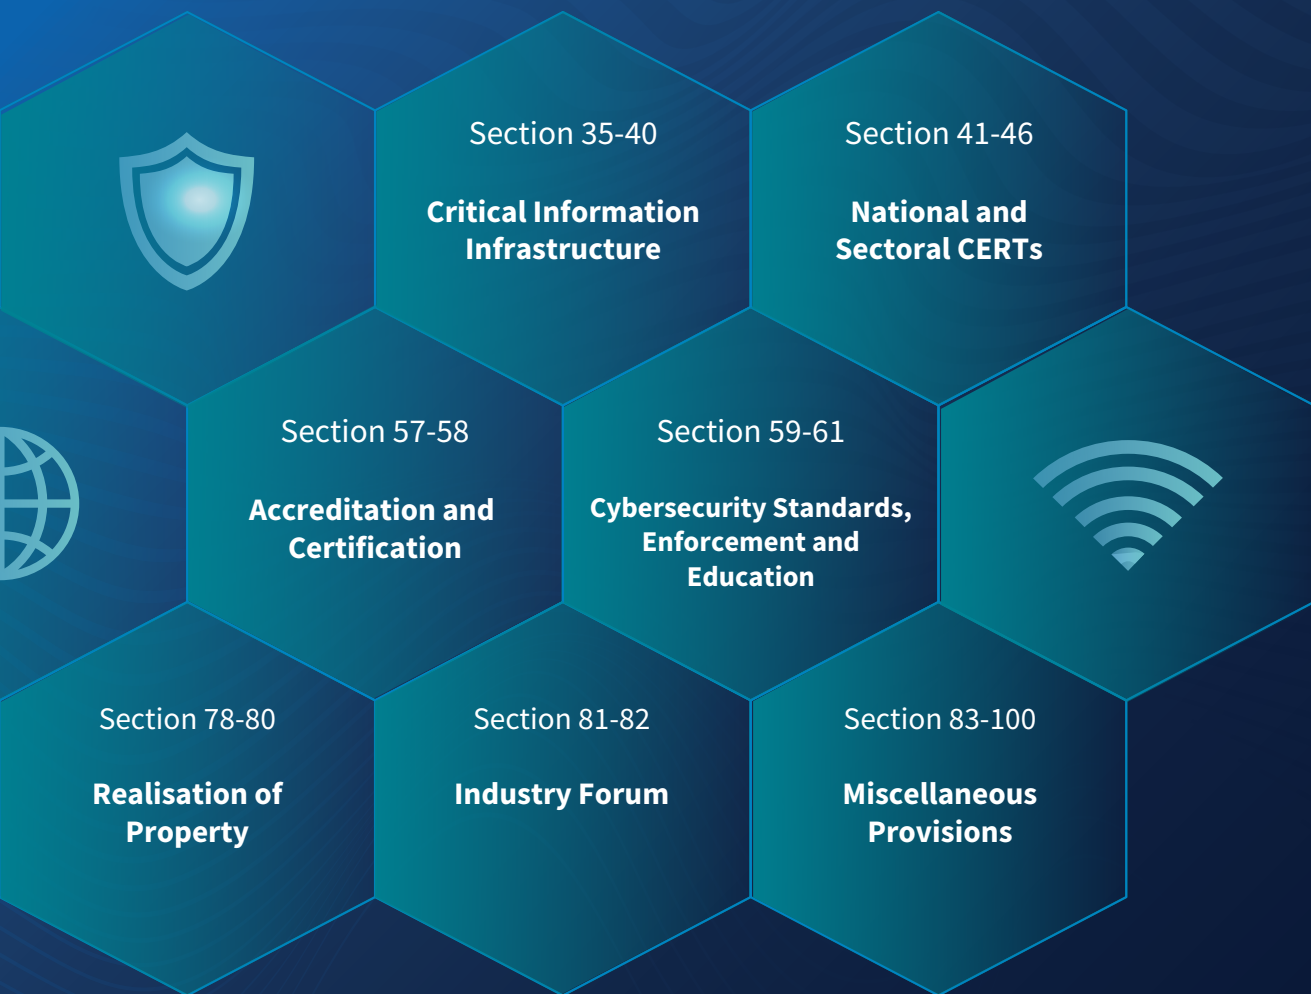 Section 35-40
Critical Information
Infrastructure
Section 41-46
National and
Sectoral CERTs
Section 57-58
Accreditation and
Certification
Section 59-61
Cybersecurity Standards,
Enforcement and
Education
Section 78-80
Realisation of
Property
Section 81-82
Industry Forum
Section 83-100
Miscellaneous
Provisions